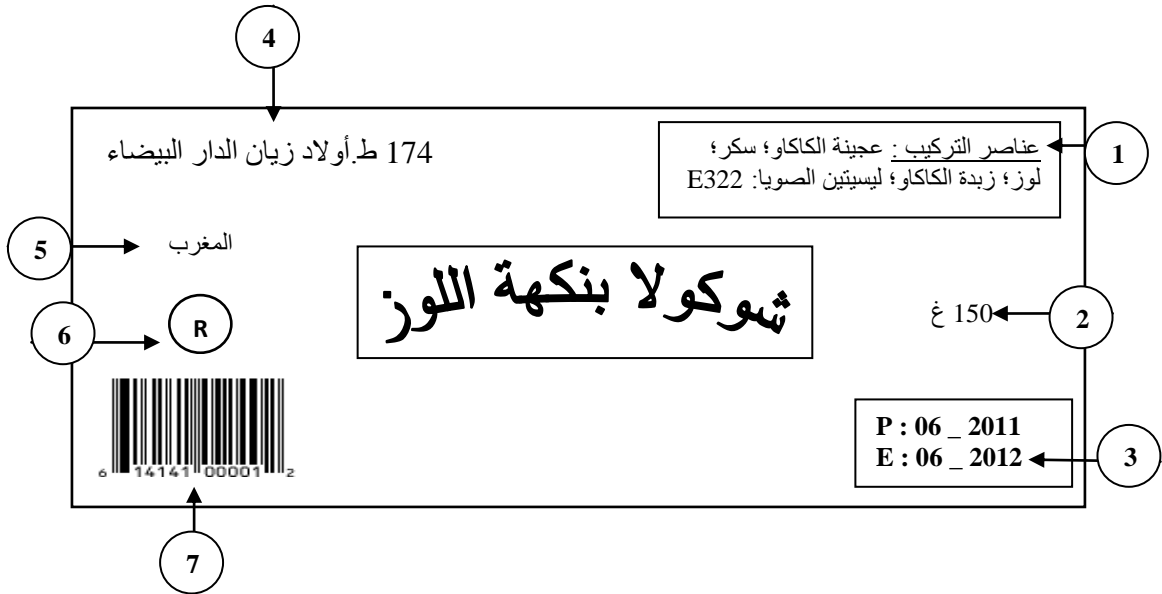 4
174 ط.أولاد زيان الدار البيضاء
عناصر التركيب : عجينة الكاكاو؛ سكر؛
لوز؛ زبدة الكاكاو؛ ليسيتين الصويا: E322
1
5
المغرب
شوكولا بنكهة اللوز
6
R
150 غ
2
P : 06 _ 2011
E : 06 _ 2012
3
6 14141 00001 2
7